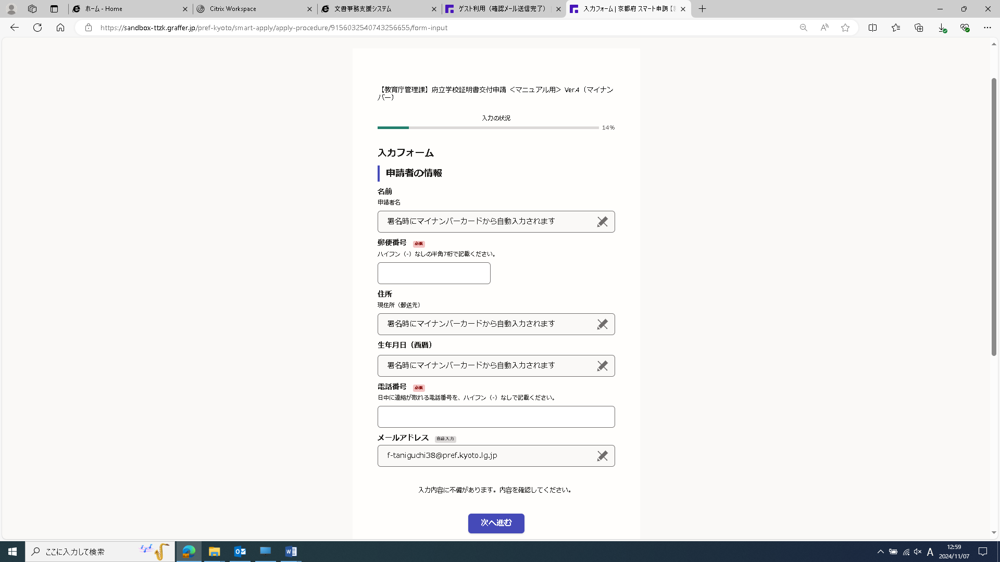 ホーム - Home
Citrix Workspace
文書事務支援システム
ゲスト利用（確認メール送信完了）
入力フォーム | 京都府 スマート申請
https://sandbox-ttzk.graffer.jp/pref-kyoto/smart-apply/apply-procedure/9156032540743256655/form-input
【教育庁管理課】府立学校証明書交付申請 ＜マニュアル用＞ Ver.4（マイナン
バー）
入力の状況
14%
入力フォーム
申請者の情報
名前
申請者名
署名時にマイナンバーカードから自動入力されます
郵便番号 必須
ハイフン（-）なしの半角7桁で記載ください。
住所
現住所（郵送先）
署名時にマイナンバーカードから自動入力されます
生年月日（西暦）
署名時にマイナンバーカードから自動入力されます
電話番号 必須
日中に連絡が取れる電話番号を、ハイフン（-）なしで記載ください。
メールアドレス 自動入力
f-taniguchi38@pref.kyoto.lg.jp
入力内容に不備があります。内容を確認してください。
次へ進む
ここに入力して検索
A
12:59
2024/11/07